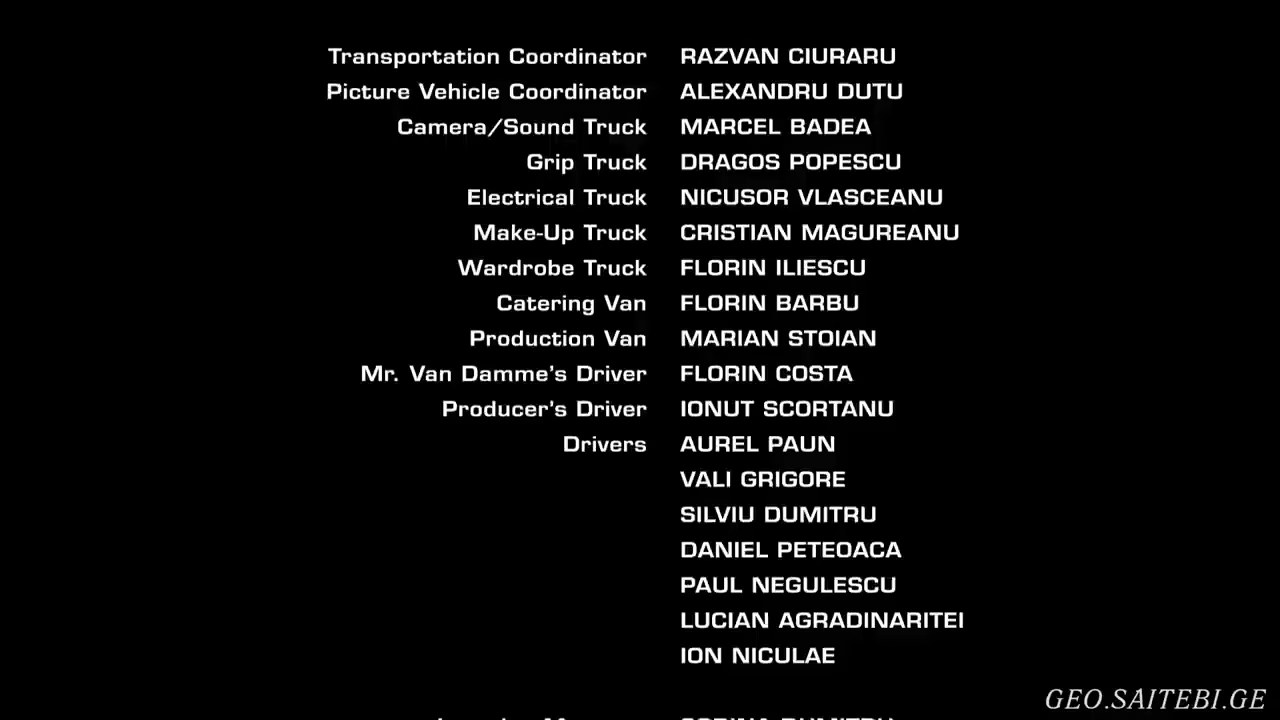 Transportation Coordinator RAZVAN CIURARU
Picture Vehicle Coordinator ALEXANDRU DUTU
Camera/Sound Truck MARCEL BADEA
Grip Truck DRAGOS POPESCU
Electrical Truck NICUSOR VLASCEANU
Make-Up Truck CRISTIAN MAGUREANU
Wardrobe Truck FLORIN ILIESCU
Catering Van FLORIN BARBU
Production Van MARIAN STOIAN
Mr. Van Damme's Driver FLORIN COSTA
Producer's Driver IONUT SCORTANU
Drivers AUREL PAUN
VALI GRIGORE
SILVIU DUMITRU
DANIEL PETEOACA
PAUL NEGULESCU
LUCIAN AGRADINARITEI
ION NICULAE
GEO.SAITEBI.GE